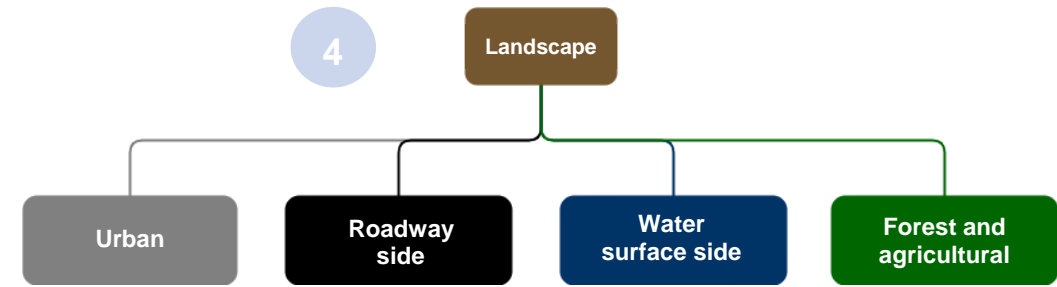 4
Landscape
Urban
Roadway
side
Water
surface side
Forest and
agricultural